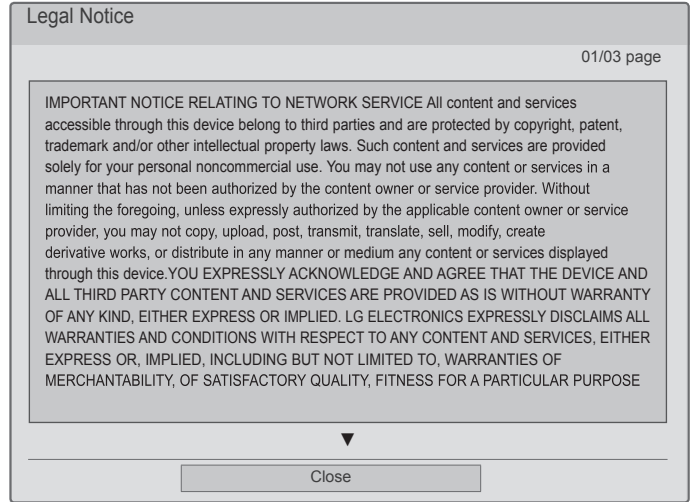 Legal Notice
01/03 page
IMPORTANT NOTICE RELATING TO NETWORK SERVICE All content and services
accessible through this device belong to third parties and are protected by copyright, patent,
trademark and/or other intellectual property laws. Such content and services are provided
solely for your personal noncommercial use. You may not use any content or services in a
manner that has not been authorized by the content owner or service provider. Without
limiting the foregoing, unless expressly authorized by the applicable content owner or service
provider, you may not copy, upload, post, transmit, translate, sell, modify, create
derivative works, or distribute in any manner or medium any content or services displayed
through this device.YOU EXPRESSLY ACKNOWLEDGE AND AGREE THAT THE DEVICE AND
ALL THIRD PARTY CONTENT AND SERVICES ARE PROVIDED AS IS WITHOUT WARRANTY
OF ANY KIND, EITHER EXPRESS OR IMPLIED. LG ELECTRONICS EXPRESSLY DISCLAIMS ALL
WARRANTIES AND CONDITIONS WITH RESPECT TO ANY CONTENT AND SERVICES, EITHER
EXPRESS OR, IMPLIED, INCLUDING BUT NOT LIMITED TO, WARRANTIES OF
MERCHANTABILITY, OF SATISFACTORY QUALITY, FITNESS FOR A PARTICULAR PURPOSE
▼
Close